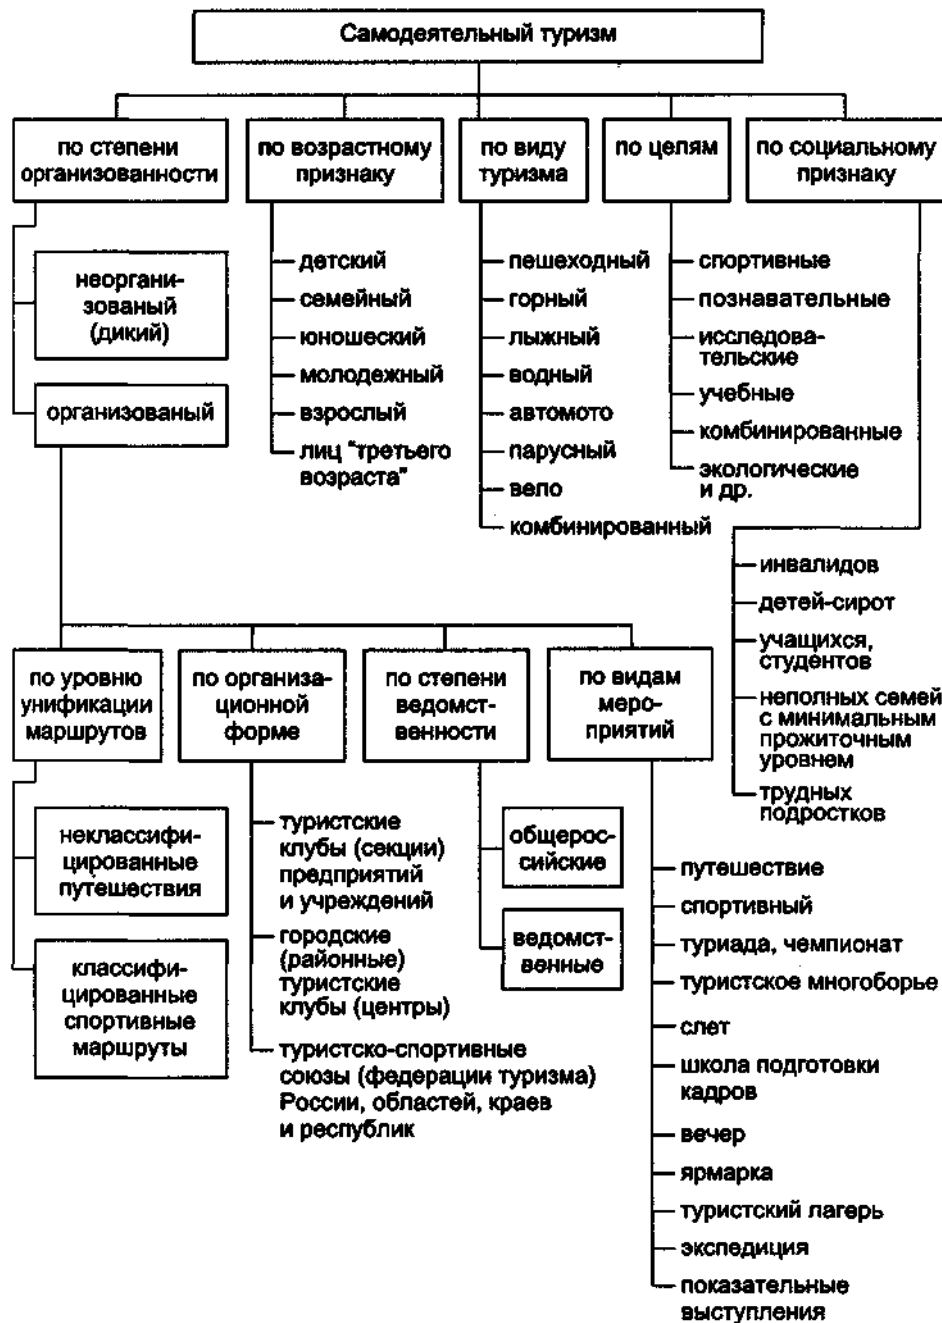 Самодеятельный туризм
по степени
организованности
по возрастному
признаку
по виду
туризма
по целям
по социальному
признаку
неоргани-
зованый
(дикий)
организованый
детский
семейный
юношеский
молодежный
взрослый
лиц "третьего
возраста"
пешеходный
горный
лыжный
водный
автомото
парусный
вело
комбинированный
спортивные
познавательные
исследова-
тельские
учебные
комбинированные
экологические
и др.
инвалидов
детей-сирот
учащихся,
студентов
неполных семей
с минимальным
прожиточным
уровнем
трудных
подростков
по уровню
унификации
маршрутов
по организа-
ционной
форме
по степени
ведомст-
венности
по видам
меро-
приятий
неклассифи-
цированные
путешествия
классифи-
цированные
спортивные
маршруты
туристские
клубы (секции)
предприятий
и учреждений
городские
(районные)
туристские
клубы (центры)
туристско-спортивные
союзы (федерации туризма)
России, областей, краев
и республик
общерос-
сийские
ведомст-
венные
путешествие
спортивный
туриада, чемпионат
туристское многоборье
слет
школа подготовки
кадров
вечер
ярмарка
туристский лагерь
экспедиция
показательные
выступления